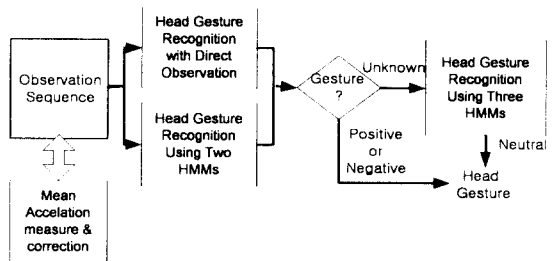 Observation
Sequence
Mean
Accelation
measure &
correction
Head Gesture
Recognition
with Direct
Observation
Head Gesture
Recognition
Using Two
HMMs
Gesture
?
Unknown
Positive
or
Negative
Head Gesture
Recognition
Using Three
HMMs
Neutral
Head
Gesture